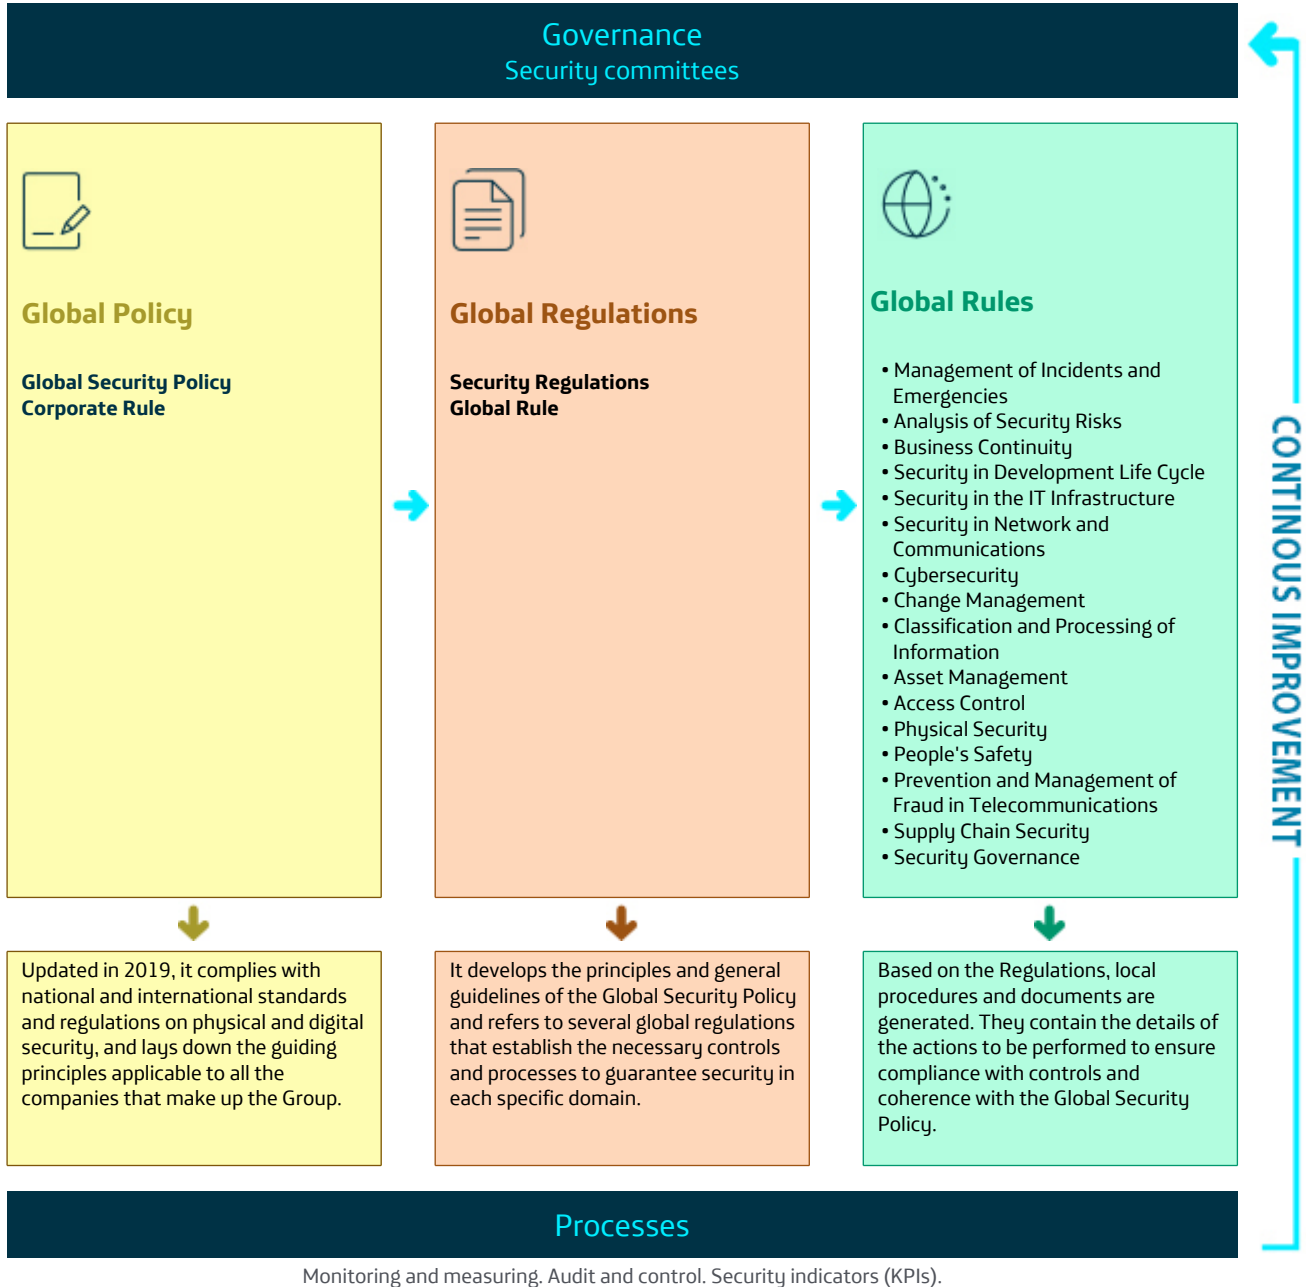 Governance
Security committees
Global Policy
Global Security Policy
Corporate Rule
Global Regulations
Security Regulations
Global Rule
Global Rules
• Management of Incidents and
Emergencies
• Analysis of Security Risks
• Business Continuity
• Security in Development Life Cycle
• Security in the IT Infrastructure
• Security in Network and
Communications
• Cybersecurity
• Change Management
• Classification and Processing of
Information
• Asset Management
• Access Control
• Physical Security
• People's Safety
• Prevention and Management of
Fraud in Telecommunications
• Supply Chain Security
• Security Governance
Updated in 2019, it complies with
national and international standards
and regulations on physical and digital
security, and lays down the guiding
principles applicable to all the
companies that make up the Group.
It develops the principles and general
guidelines of the Global Security Policy
and refers to several global regulations
that establish the necessary controls
and processes to guarantee security in
each specific domain.
Based on the Regulations, local
procedures and documents are
generated. They contain the details of
the actions to be performed to ensure
compliance with controls and
coherence with the Global Security
Policy.
CONTINOUS IMPROVEMENT
Processes
Monitoring and measuring. Audit and control. Security indicators (KPIs).